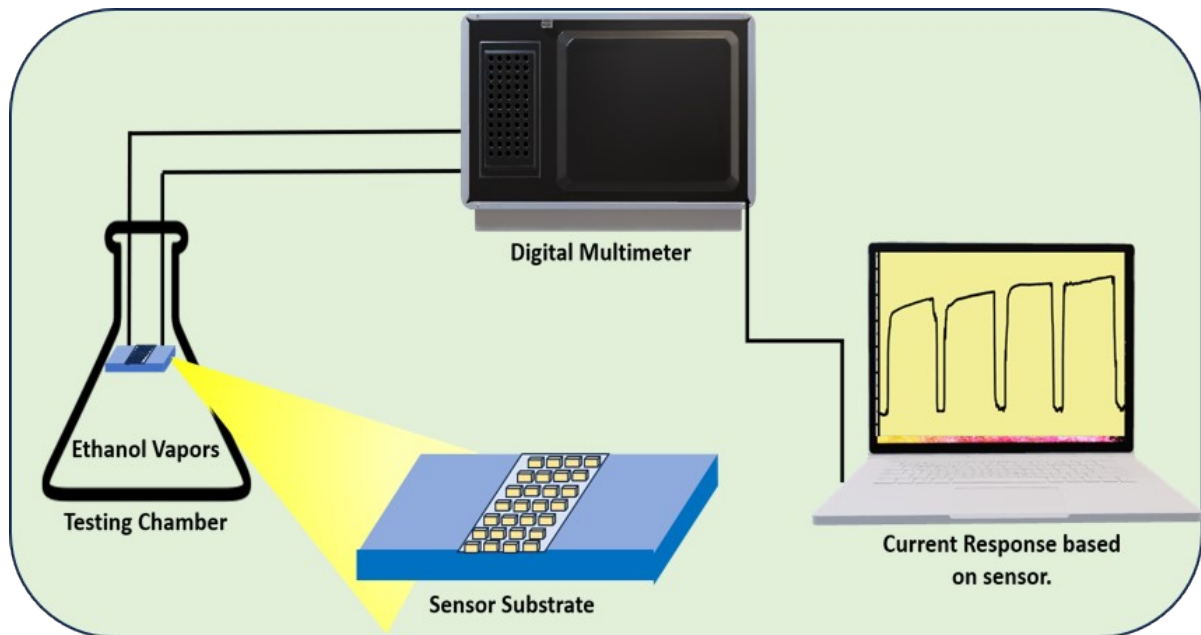 Digital Multimeter
Ethanol Vapors
Testing Chamber
Sensor Substrate
Current Response based
on sensor.